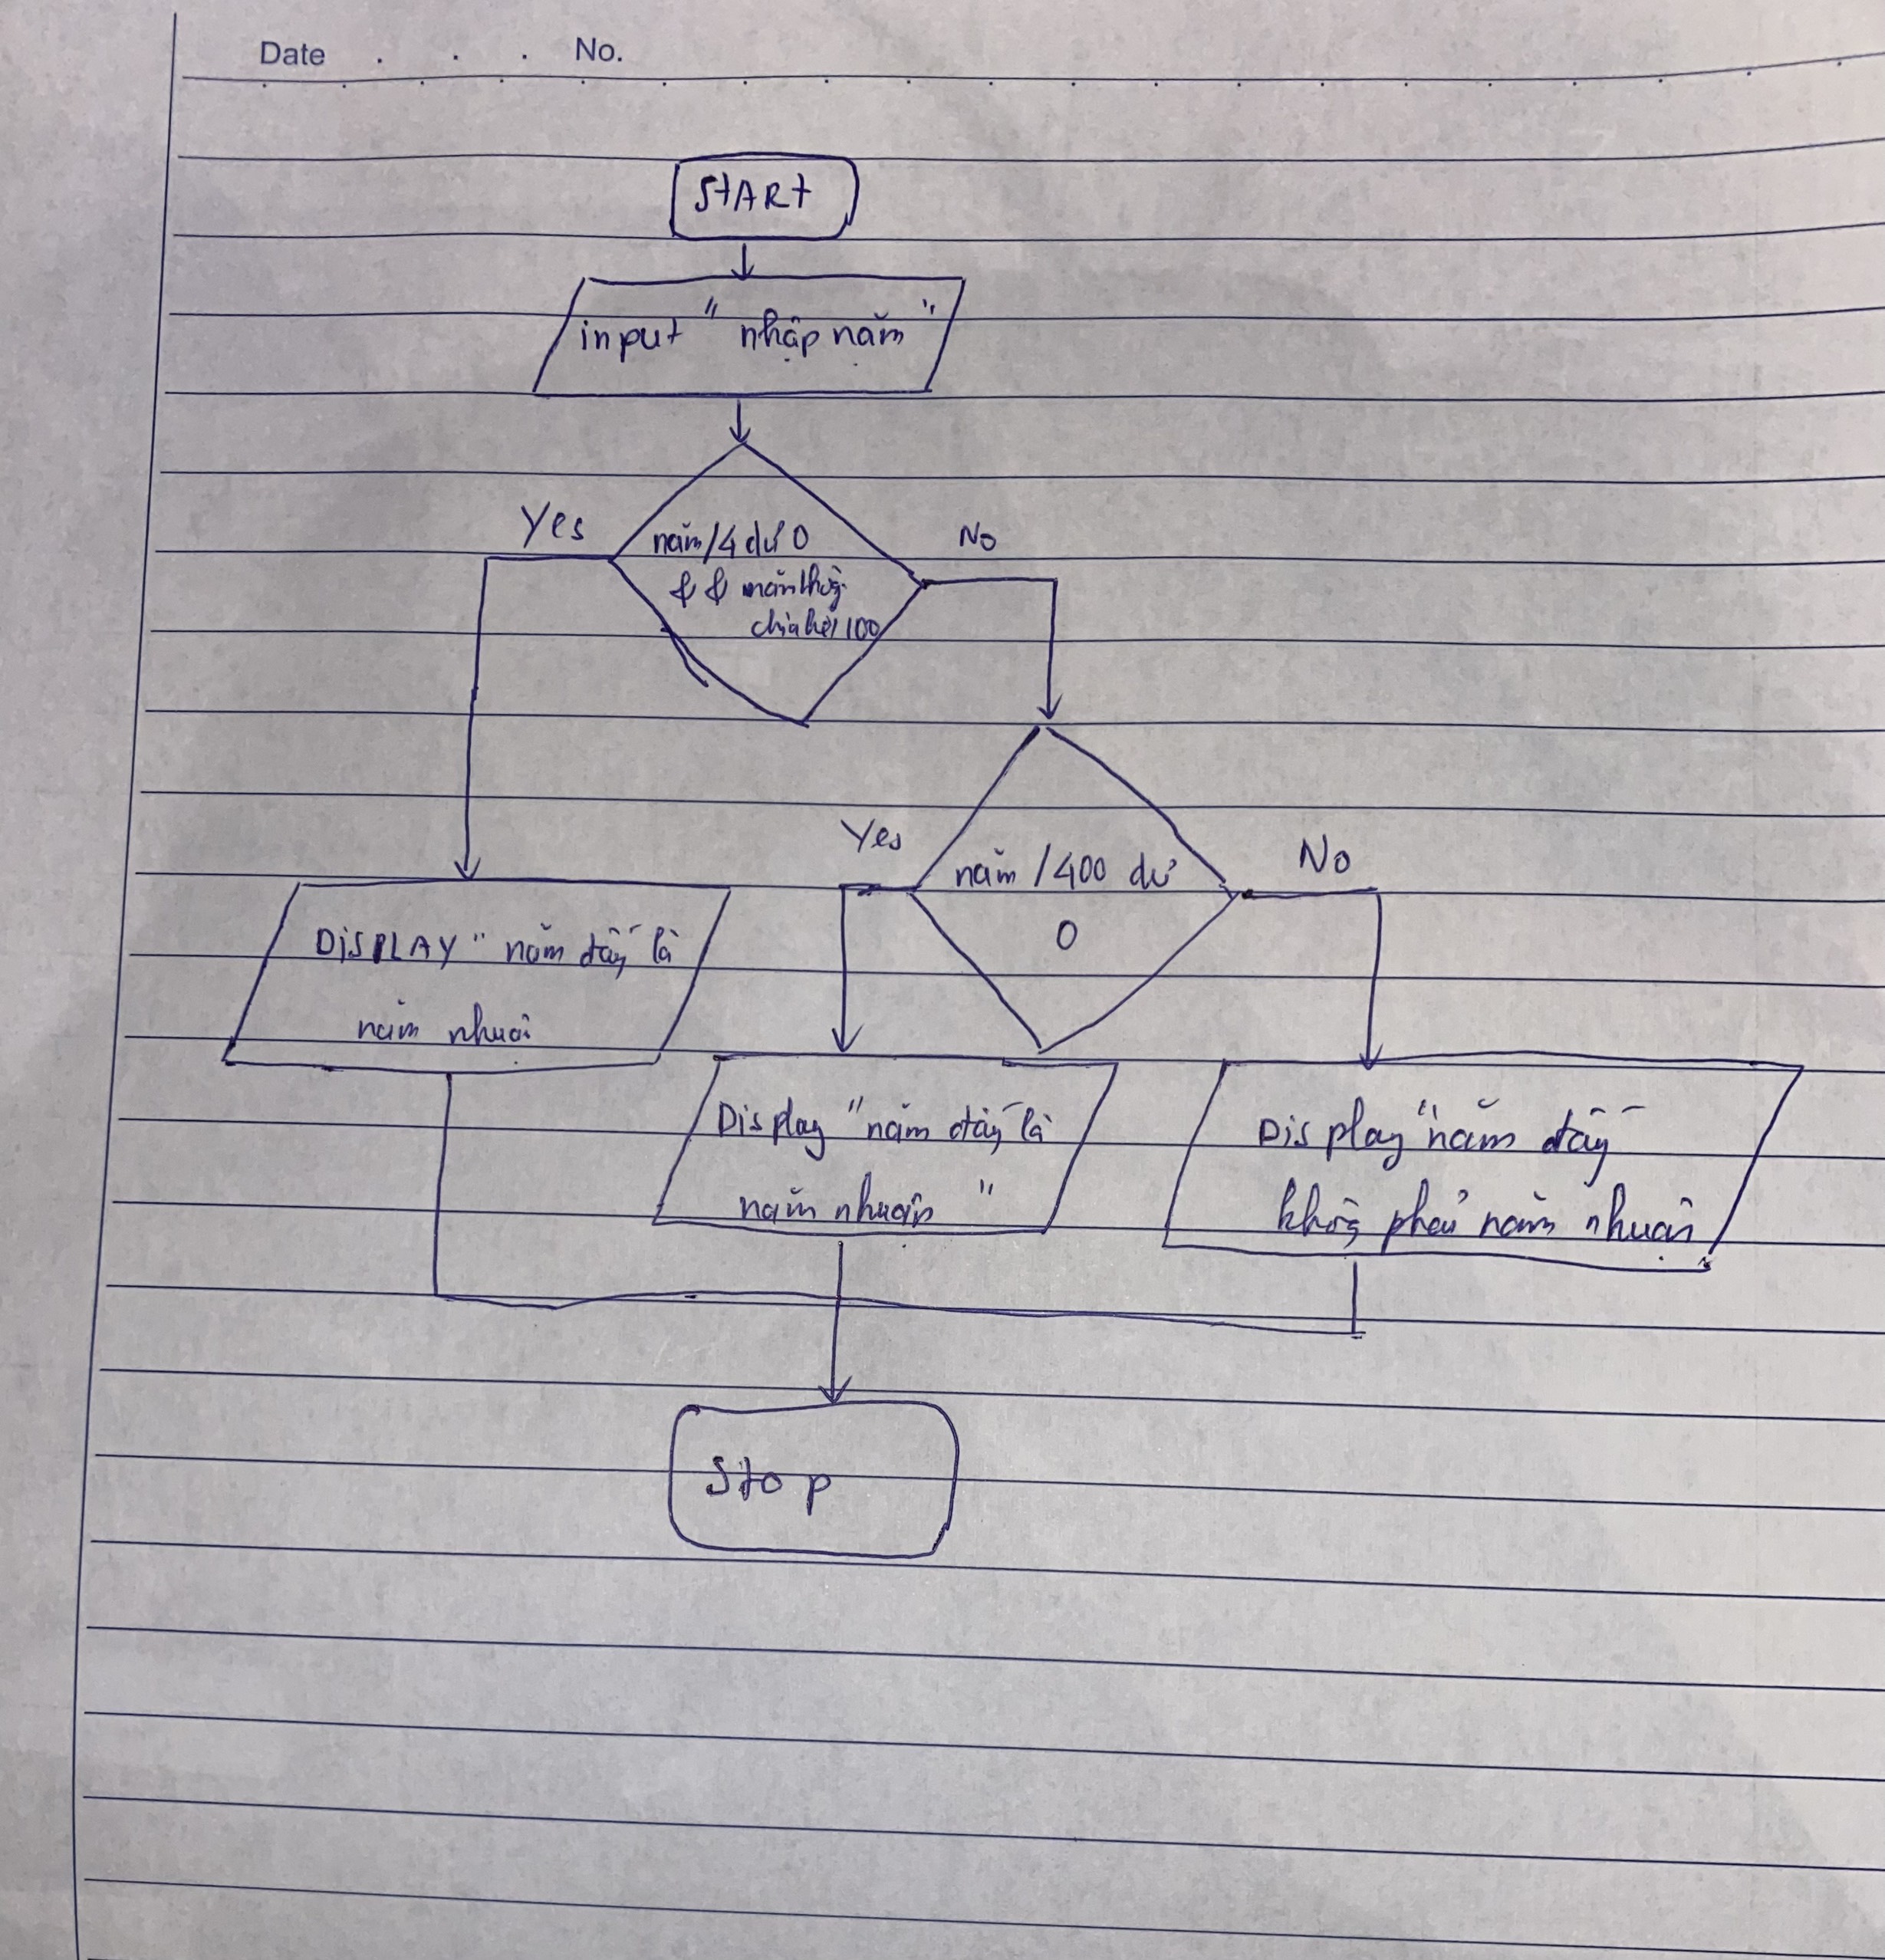 Date . . . No.
START
input " nhập năm "
Yes
năm/4 dư 0
No
&& năm không
chia hết 100
Yes
năm /400 dư
0
No
DISPLAY " năm đấy là
năm nhuận
Display "năm đấy là
năm nhuận "
Display "năm đấy
không phải năm nhuận
Stop